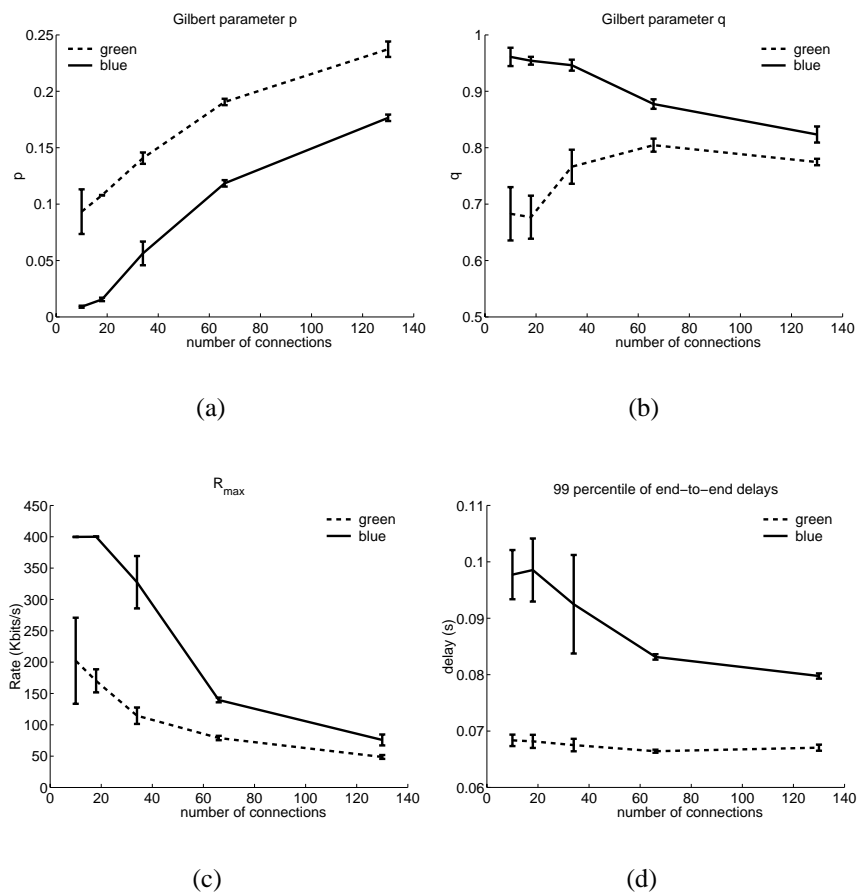 Gilbert parameter p
0.25
0.2
0.15
0.1
0.05
0
p
green
blue
0 20 40 60 80 100 120 140
number of connections
(a)
Gilbert parameter q
1
0.9
0.8
0.7
0.6
0.5
q
green
blue
0 20 40 60 80 100 120 140
number of connections
(b)
R_max
450
400
350
300
250
200
150
100
50
0
Rate (Kbits/s)
green
blue
0 20 40 60 80 100 120 140
number of connections
(c)
99 percentile of end−to−end delays
0.11
0.1
0.09
0.08
0.07
0.06
delay (s)
green
blue
0 20 40 60 80 100 120 140
number of connections
(d)